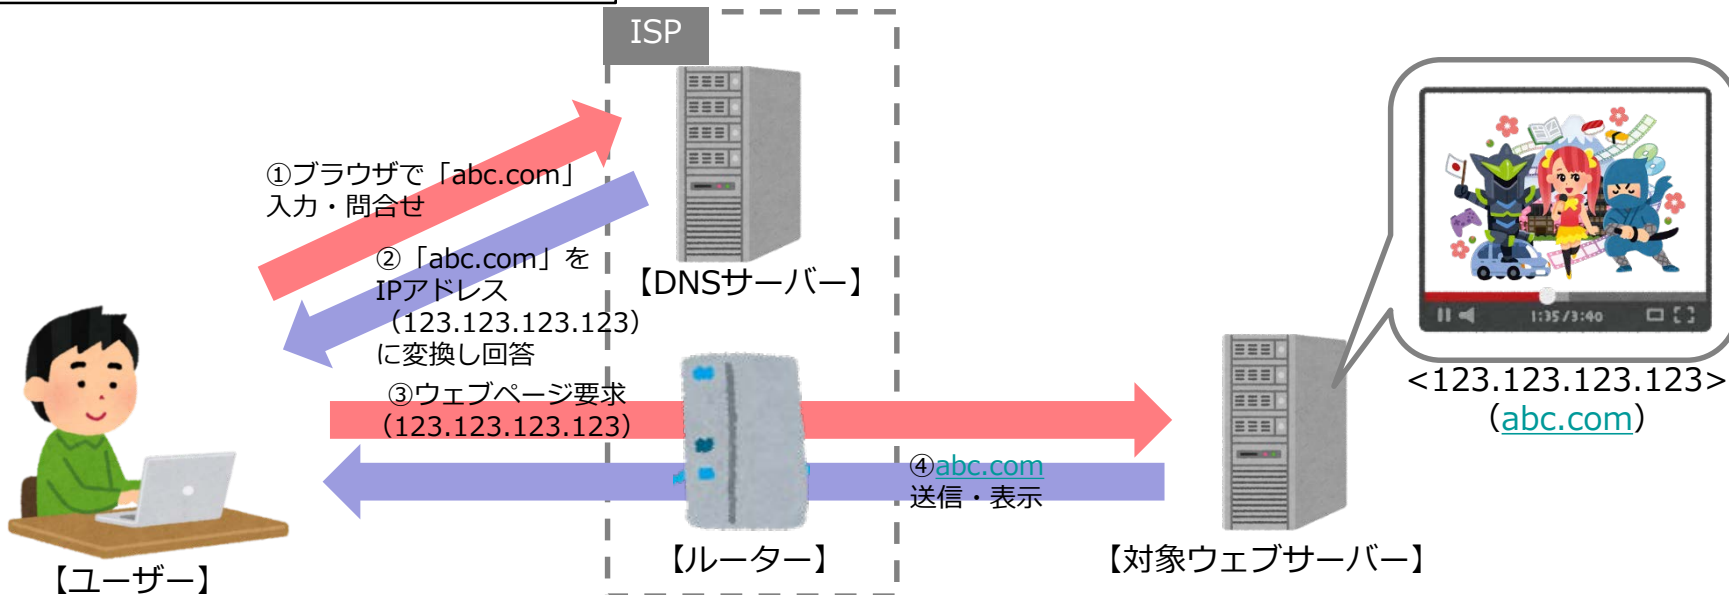 ISP
①ブラウザで「abc.com」
入力・問合せ
②「abc.com」を
IPアドレス
（123.123.123.123）
に変換し回答
【DNSサーバー】
③ウェブページ要求
（123.123.123.123）
④abc.com
送信・表示
1:35/3:40
<123.123.123.123>
（abc.com）
【ユーザー】
【ルーター】
【対象ウェブサーバー】